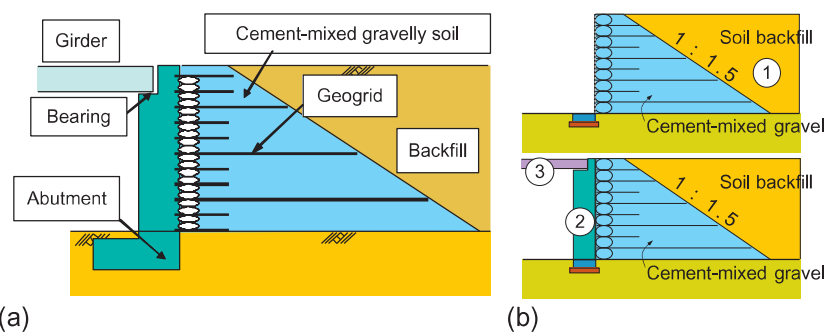 Girder
Cement-mixed gravelly soil
Bearing
Geogrid
Backfill
Abutment
(a)
1 : 1.5
Soil backfill
1
Cement-mixed gravel
3
2
1 : 1.5
Soil backfill
Cement-mixed gravel
(b)